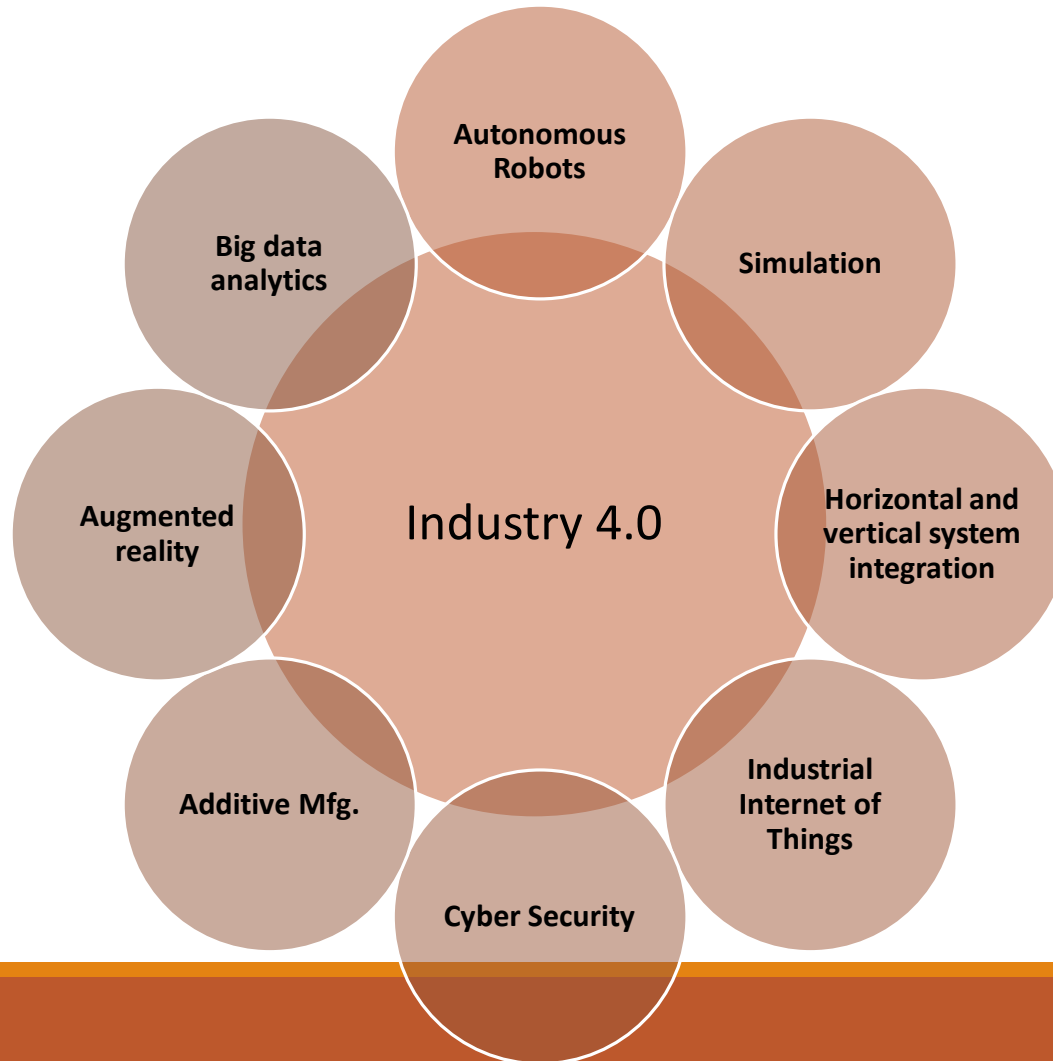 Autonomous
Robots
Simulation
Horizontal and
vertical system
integration
Industrial
Internet of
Things
Cyber Security
Additive Mfg.
Augmented
reality
Big data
analytics
Industry 4.0